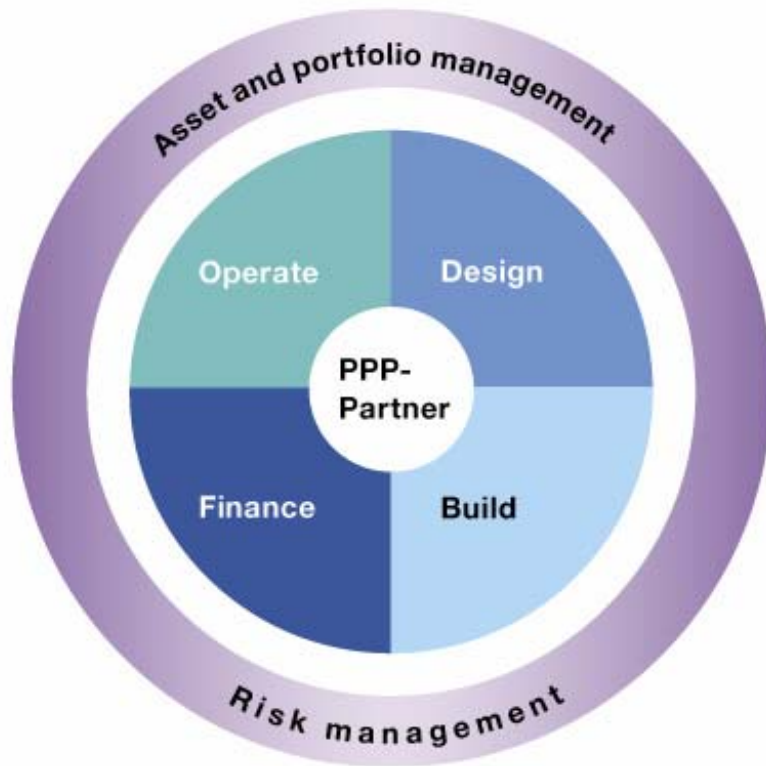 Asset and portfolio management
Operate
Design
PPP-
Partner
Finance
Build
Risk management